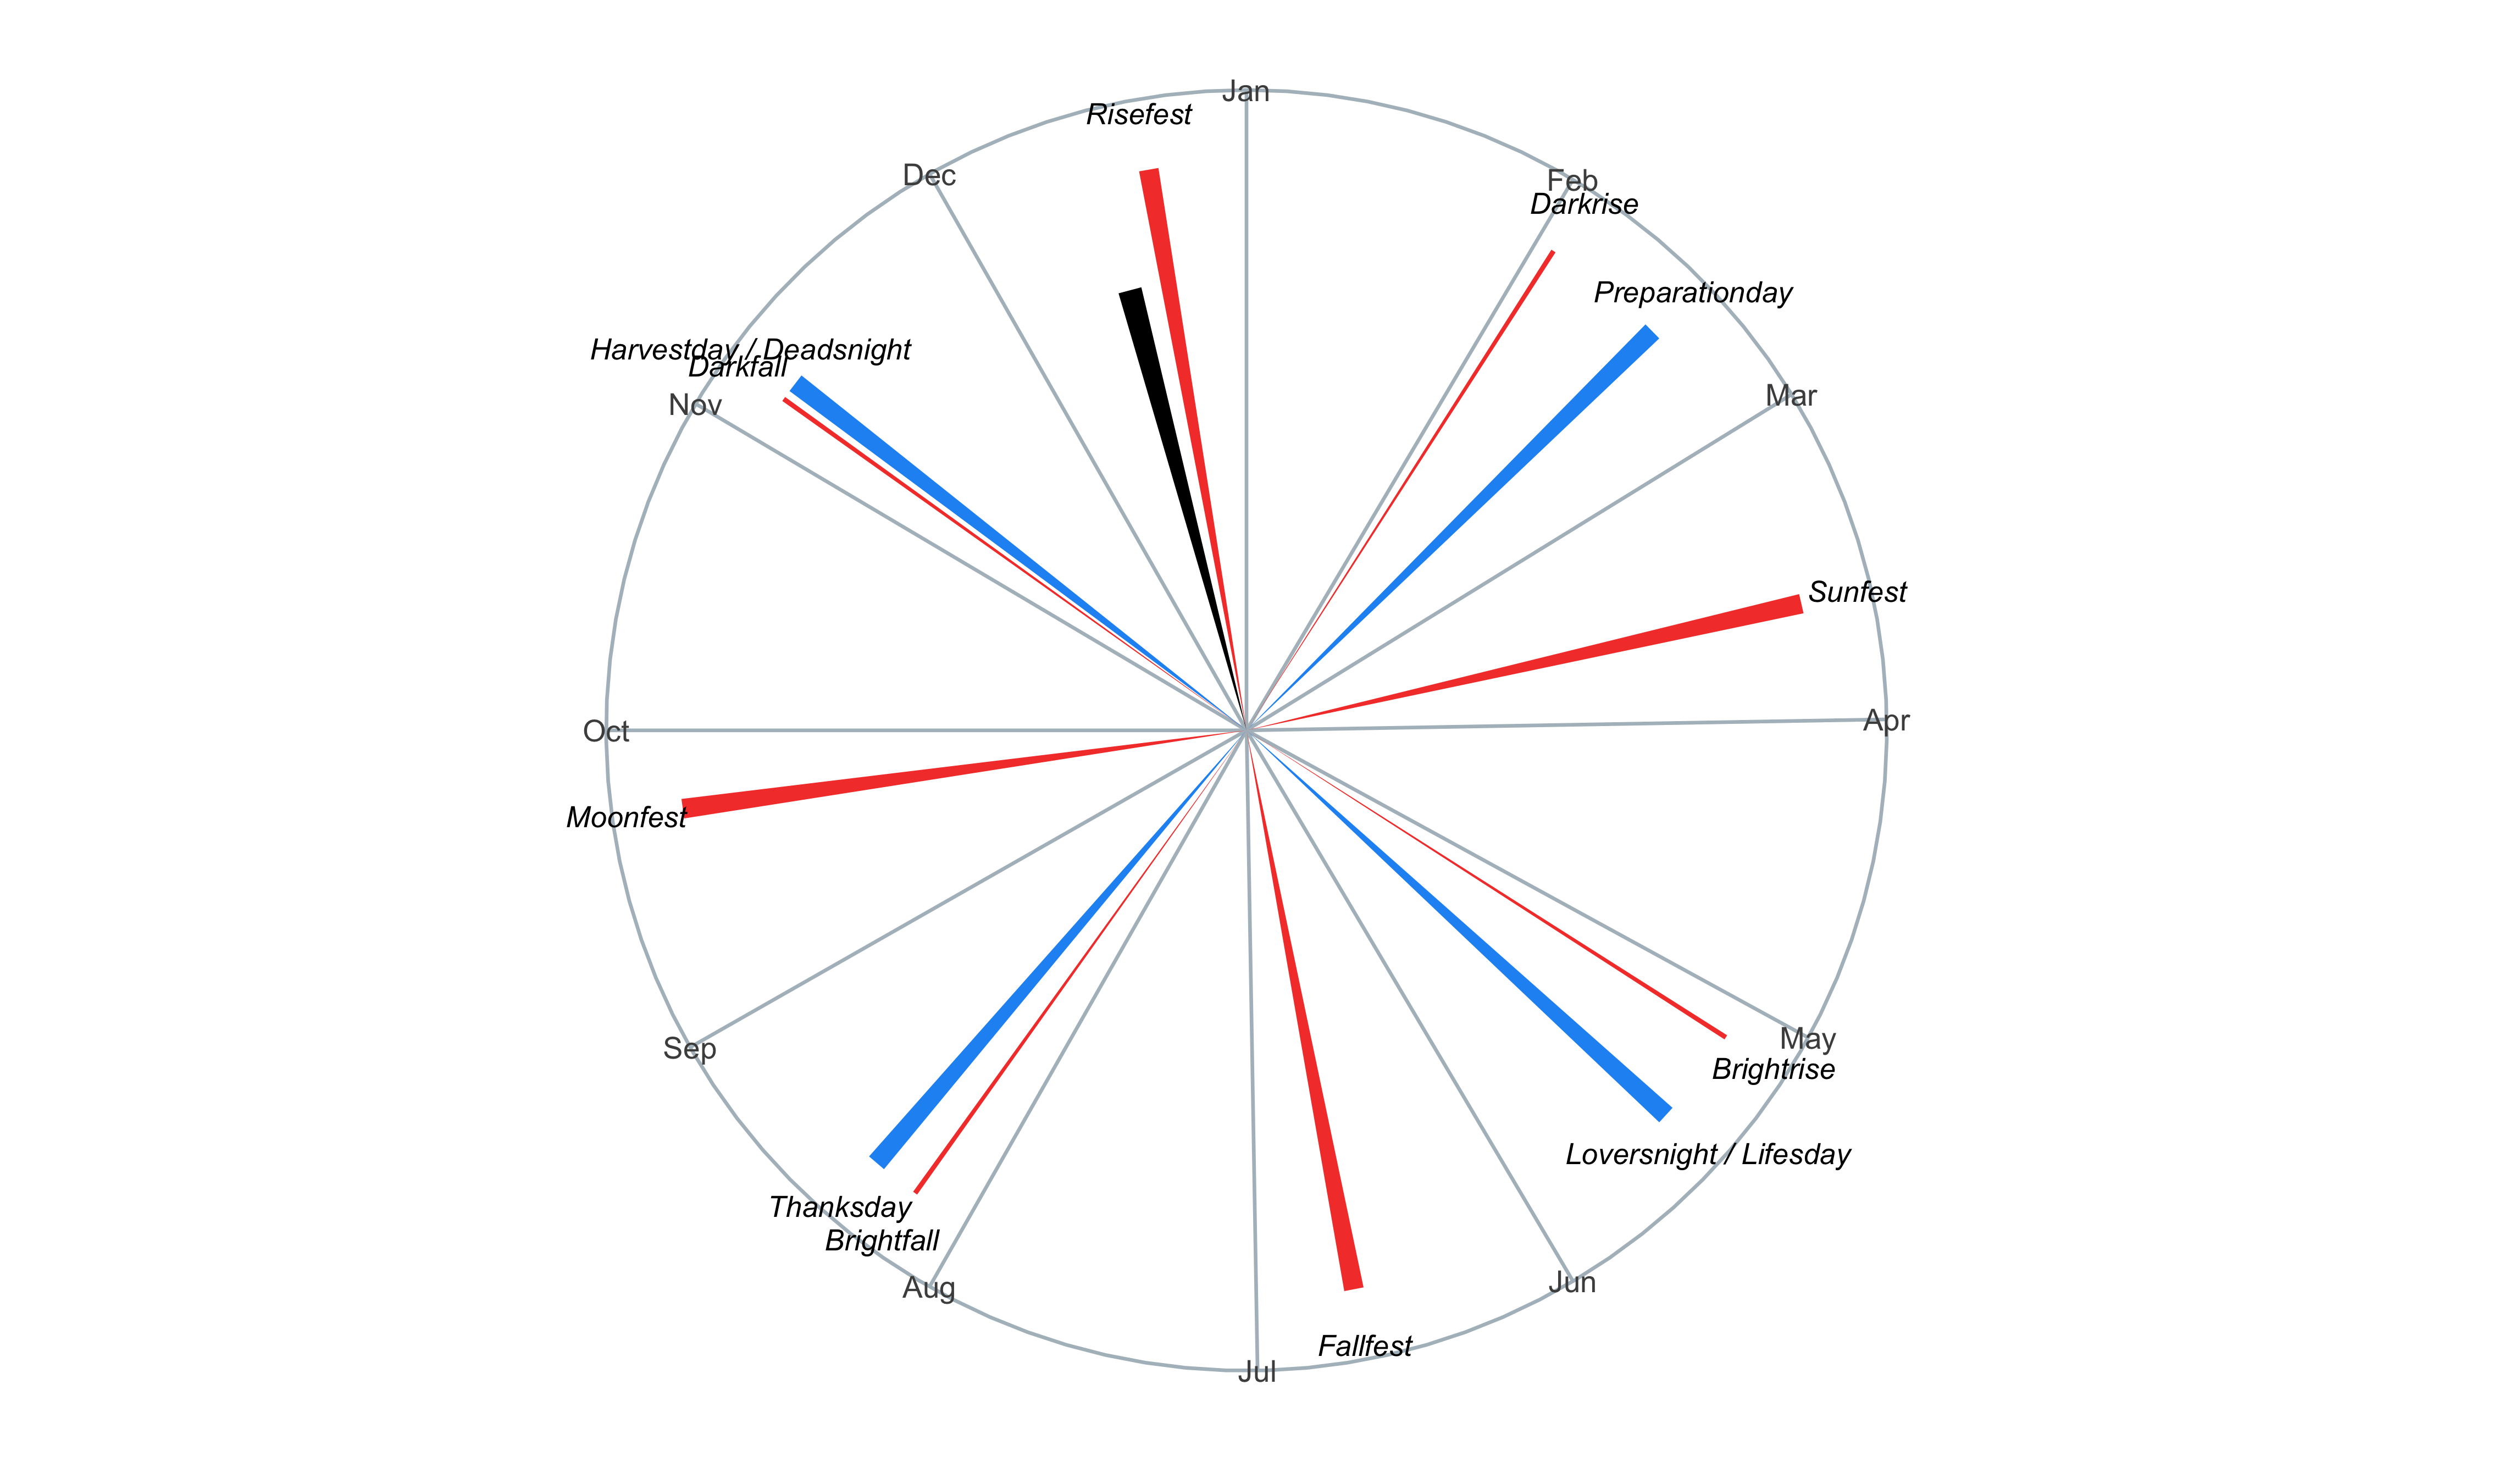 Jan
Risefest
Dec
Feb
Darkrise
Preparationday
Harvestday / Deadsnight
Darkfall
Nov
Mar
Sunfest
Oct
Apr
Moonfest
Sep
May
Brightrise
Loversnight / Lifesday
Thanksday
Brightfall
Aug
Jun
Fallfest
Jul